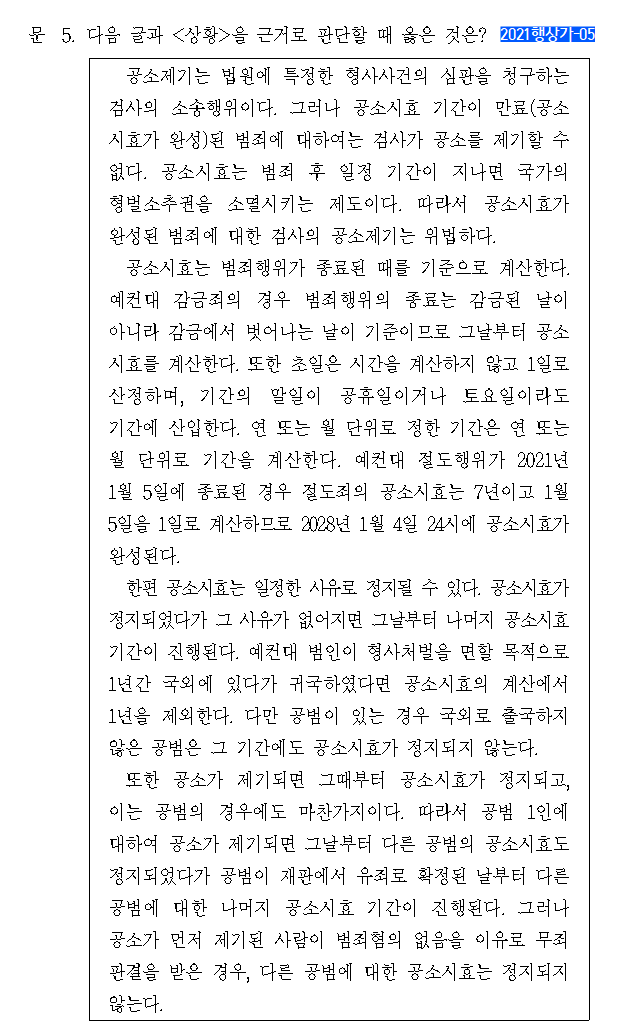 문 5. 다음 글과 <상황>을 근거로 판단할 때 옳은 것은? 2021행상가-05
공소제기는 법원에 특정한 형사사건의 심판을 청구하는
검사의 소송행위이다. 그러나 공소시효 기간이 만료(공소
시효가 완성)된 범죄에 대하여는 검사가 공소를 제기할 수
없다. 공소시효는 범죄 후 일정 기간이 지나면 국가의
형벌소추권을 소멸시키는 제도이다. 따라서 공소시효가
완성된 범죄에 대한 검사의 공소제기는 위법하다.
공소시효는 범죄행위가 종료된 때를 기준으로 계산한다.
예컨대 감금죄의 경우 범죄행위의 종료는 감금된 날이
아니라 감금에서 벗어나는 날이 기준이므로 그날부터 공소
시효를 계산한다. 또한 초일은 시간을 계산하지 않고 1일로
산정하며, 기간의 말일이 공휴일이거나 토요일이라도
기간에 산입한다. 연 또는 월 단위로 정한 기간은 연 또는
월 단위로 기간을 계산한다. 예컨대 절도행위가 2021년
1월 5일에 종료된 경우 절도죄의 공소시효는 7년이고 1월
5일을 1일로 계산하므로 2028년 1월 4일 24시에 공소시효가
완성된다.
한편 공소시효는 일정한 사유로 정지될 수 있다. 공소시효가
정지되었다가 그 사유가 없어지면 그날부터 나머지 공소시효
기간이 진행된다. 예컨대 범인이 형사처벌을 면할 목적으로
1년간 국외에 있다가 귀국하였다면 공소시효의 계산에서
1년을 제외한다. 다만 공범이 있는 경우 국외로 출국하지
않은 공범은 그 기간에도 공소시효가 정지되지 않는다.
또한 공소가 제기되면 그때부터 공소시효가 정지되고,
이는 공범의 경우에도 마찬가지이다. 따라서 공범 1인에
대하여 공소가 제기되면 그날부터 다른 공범의 공소시효도
정지되었다가 공범이 재판에서 유죄로 확정된 날부터 다른
공범에 대한 나머지 공소시효 기간이 진행된다. 그러나
공소가 먼저 제기된 사람이 범죄혐의 없음을 이유로 무죄
판결을 받은 경우, 다른 공범에 대한 공소시효는 정지되지
않는다.